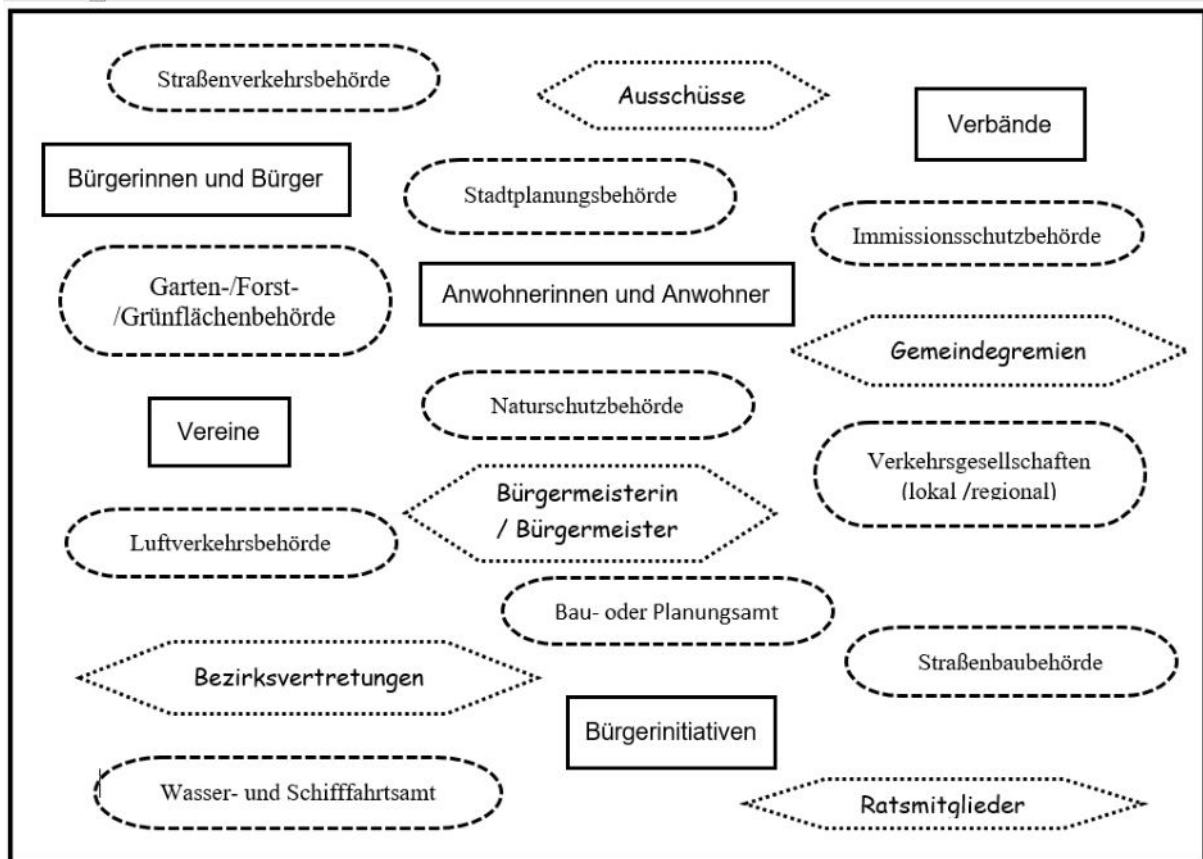 Straßenverkehrsbehörde
Ausschüsse
Verbände
Bürgerinnen und Bürger
Stadtplanungsbehörde
Immissionsschutzbehörde
Garten-/Forst-
/Grünflächenbehörde
Anwohnerinnen und Anwohner
Gemeindegremien
Naturschutzbehörde
Vereine
Verkehrsgesellschaften
(lokal /regional)
Bürgermeisterin
/ Bürgermeister
Luftverkehrsbehörde
Bau- oder Planungsamt
Straßenbaubehörde
Bezirksvertretungen
Bürgerinitiativen
Wasser- und Schifffahrtsamt
Ratsmitglieder